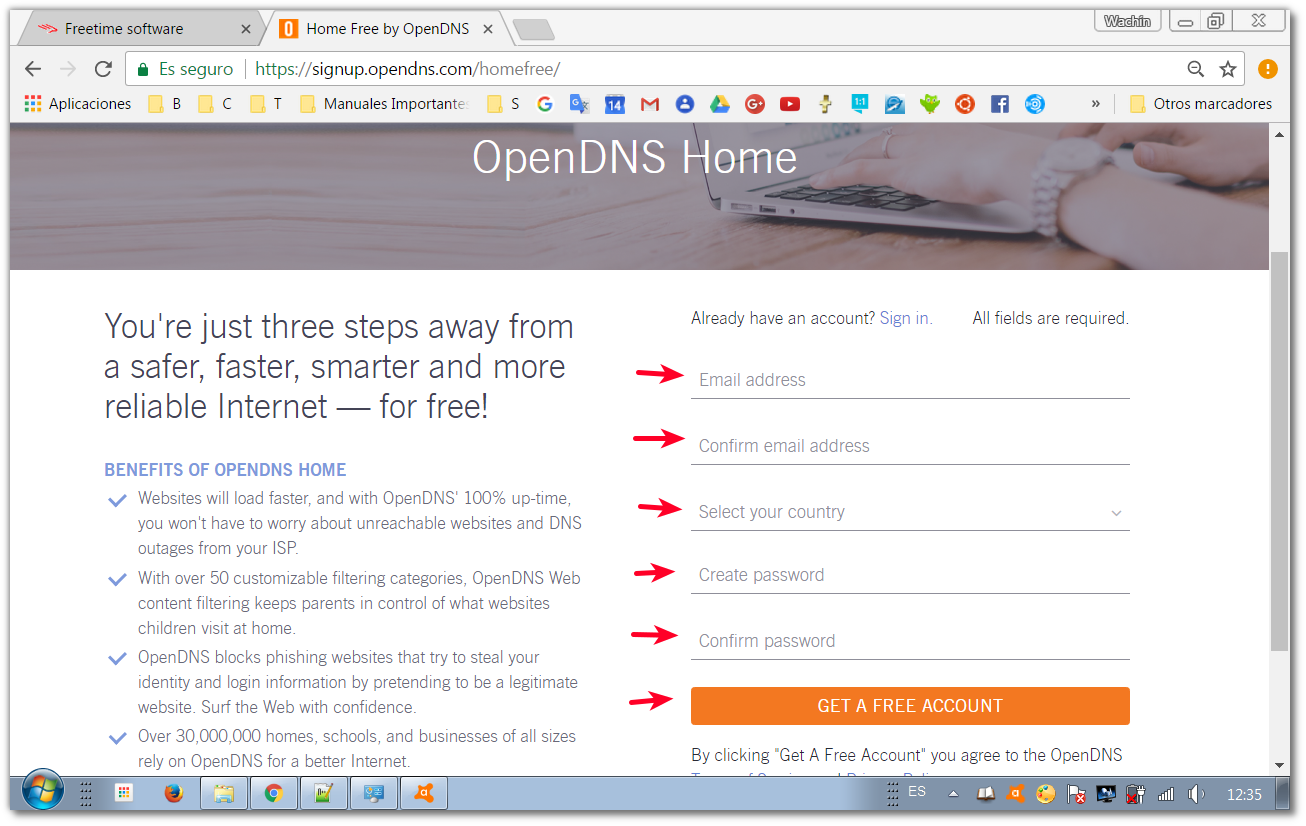 Freetime software
Home Free by OpenDNS
Wachin
Es seguro
https://signup.opendns.com/homefree/
Aplicaciones
B
C
T
Manuales Importante
S
14
1:1
»
Otros marcadores
OpenDNS Home
You're just three steps away from
a safer, faster, smarter and more
reliable Internet — for free!
BENEFITS OF OPENDNS HOME
Websites will load faster, and with OpenDNS' 100% up-time,
you won't have to worry about unreachable websites and DNS
outages from your ISP.
With over 50 customizable filtering categories, OpenDNS Web
content filtering keeps parents in control of what websites
children visit at home.
OpenDNS blocks phishing websites that try to steal your
identity and login information by pretending to be a legitimate
website. Surf the Web with confidence.
Over 30,000,000 homes, schools, and businesses of all sizes
rely on OpenDNS for a better Internet.
Already have an account? Sign in.
All fields are required.
Email address
Confirm email address
Select your country
Create password
Confirm password
GET A FREE ACCOUNT
By clicking "Get A Free Account" you agree to the OpenDNS
ES
12:35